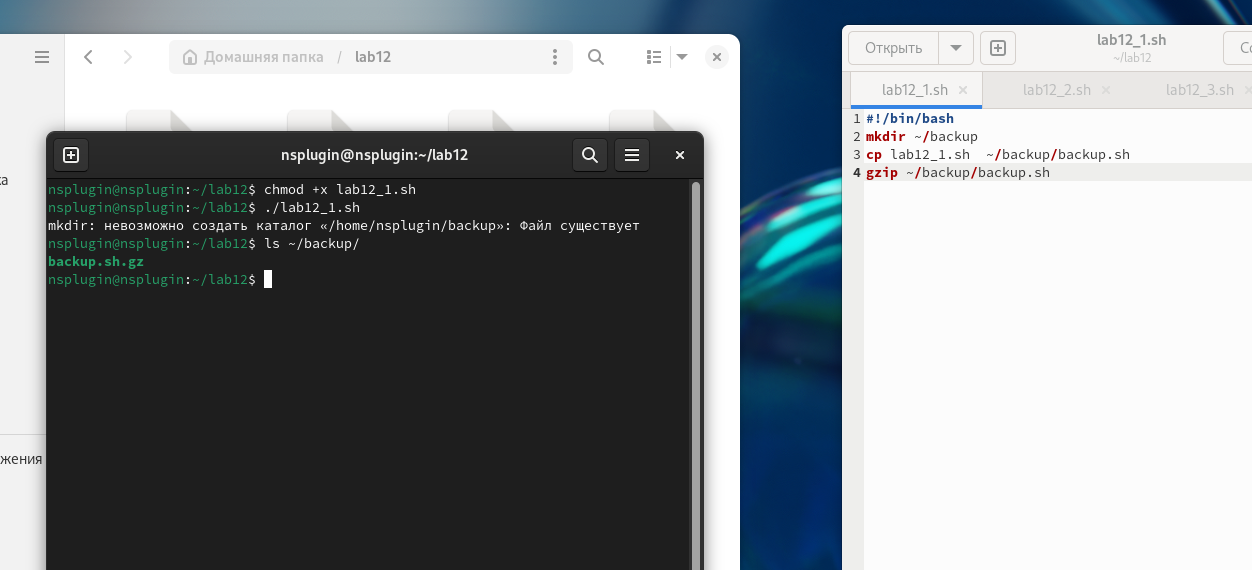 Домашняя папка / lab12
ка
жения
nsplugin@nsplugin:~/lab12
nsplugin@nsplugin:~/lab12$ chmod +x lab12_1.sh
nsplugin@nsplugin:~/lab12$ ./lab12_1.sh
mkdir: невозможно создать каталог «/home/nsplugin/backup»: Файл существует
nsplugin@nsplugin:~/lab12$ ls ~/backup/
backup.sh.gz
nsplugin@nsplugin:~/lab12$
Открыть
lab12_1.sh
~/lab12
Со
lab12_1.sh
lab12_2.sh
lab12_3.sh
1 #!/bin/bash
2 mkdir ~/backup
3 cp lab12_1.sh  ~/backup/backup.sh
4 gzip ~/backup/backup.sh